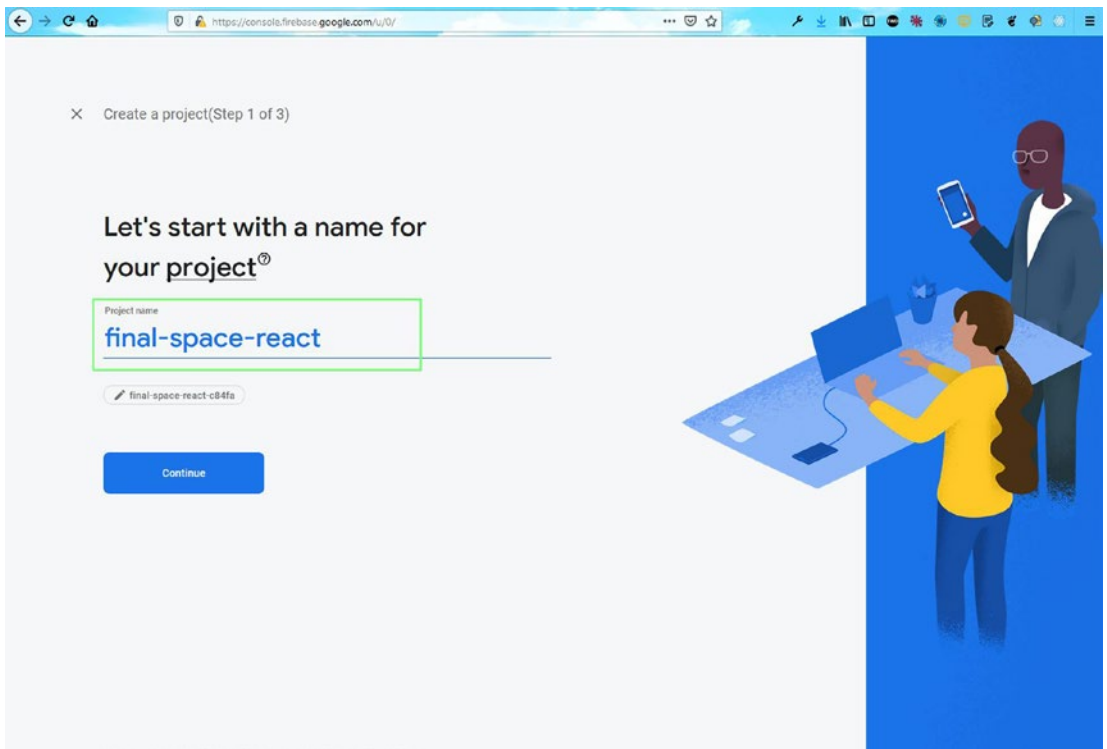 https://console.firebase.google.com/u/0/
Create a project(Step 1 of 3)
Let's start with a name for
your project
Project name
final-space-react
final-space-react-c84fa
Continue